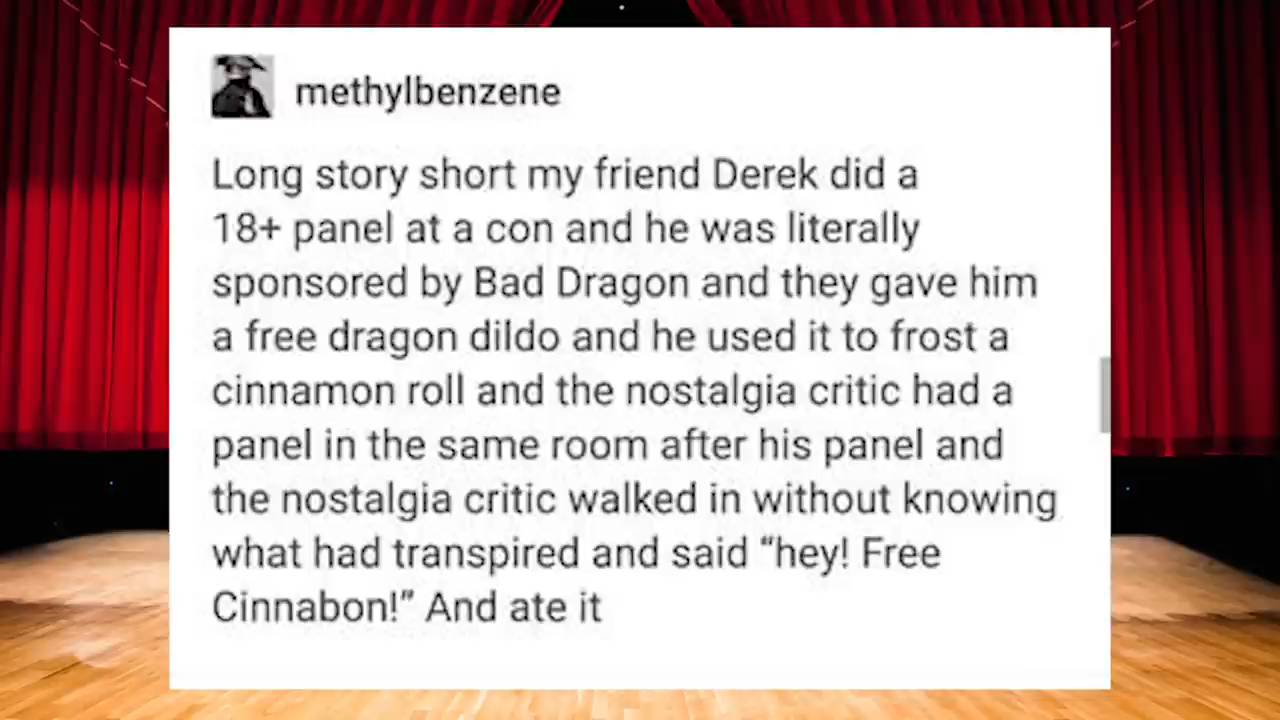 methylbenzene
Long story short my friend Derek did a
18+ panel at a con and he was literally
sponsored by Bad Dragon and they gave him
a free dragon dildo and he used it to frost a
cinnamon roll and the nostalgia critic had a
panel in the same room after his panel and
the nostalgia critic walked in without knowing
what had transpired and said “hey! Free
Cinnabon!” And ate it